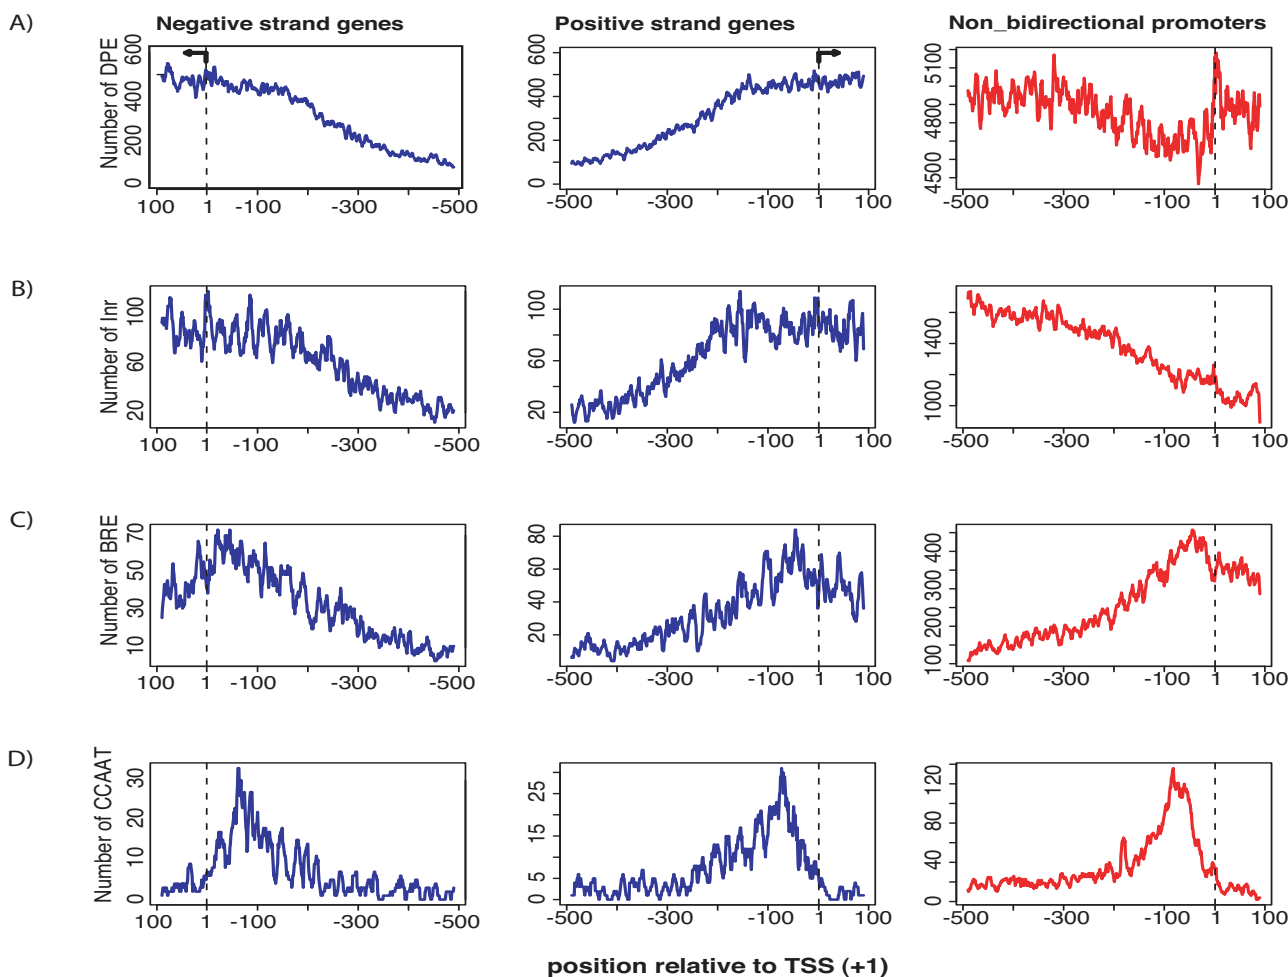 A)
Negative strand genes
Positive strand genes
Non_bidirectional promoters
Number of DPE
0 200 400 600
100 1 -100 -300 -500
0 200 400 600
-500 -300 -100 1 100
4500 4800 5100
-500 -300 -100 1 100
B)
Number of Inr
20 60 100
100 1 -100 -300 -500
20 60 100
-500 -300 -100 1 100
1000 1400
-500 -300 -100 1 100
C)
Number of BRE
10 30 50 70
100 1 -100 -300 -500
20 40 60 80
-500 -300 -100 1 100
100 200 300 400
-500 -300 -100 1 100
D)
Number of CCAAT
0 10 20 30
100 1 -100 -300 -500
0 5 15 25
-500 -300 -100 1 100
0 40 80 120
-500 -300 -100 1 100
position relative to TSS (+1)